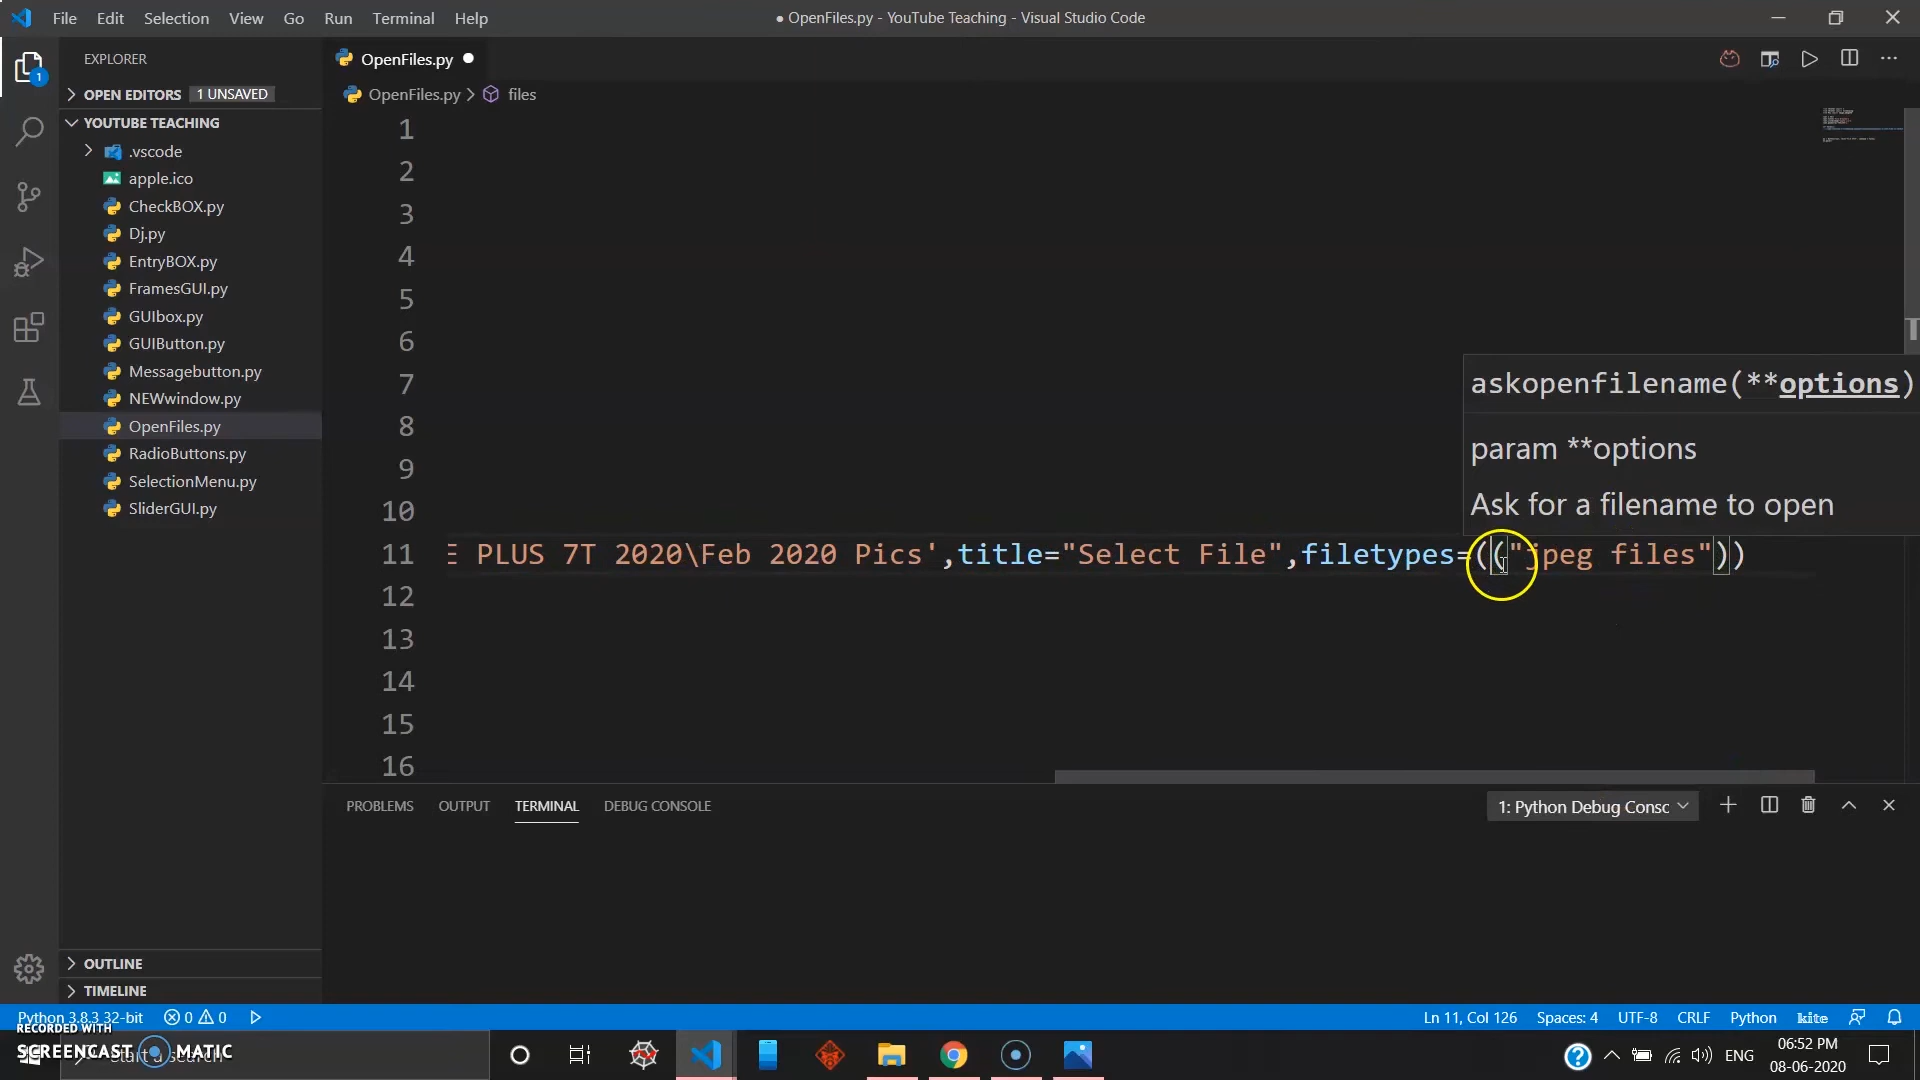 File Edit Selection View Go Run Terminal Help
● OpenFiles.py - YouTube Teaching - Visual Studio Code
EXPLORER
OpenFiles.py
OPEN EDITORS 1 UNSAVED
OpenFiles.py > files
YOUTUBE TEACHING
.vscode
apple.ico
CheckBOX.py
Dj.py
EntryBOX.py
FramesGUI.py
GUIbox.py
GUIButton.py
Messagebutton.py
NEWwindow.py
OpenFiles.py
RadioButtons.py
SelectionMenu.py
SliderGUI.py
OUTLINE
TIMELINE
1
2
3
4
5
6
7
8
9
10
11 E PLUS 7T 2020\Feb 2020 Pics',title="Select File",filetypes=(("jpeg files"))
12
13
14
15
16
askopenfilename(**options)
param **options
Ask for a filename to open
PROBLEMS OUTPUT TERMINAL DEBUG CONSOLE
1: Python Debug Consc
Python 3.8.3 32-bit 0 0
Ln 11, Col 126 Spaces: 4 UTF-8 CRLF Python kite
RECORDED WITH
SCREENCAST MATIC
Start a search
ENG
06:52 PM
08-06-2020
1
?